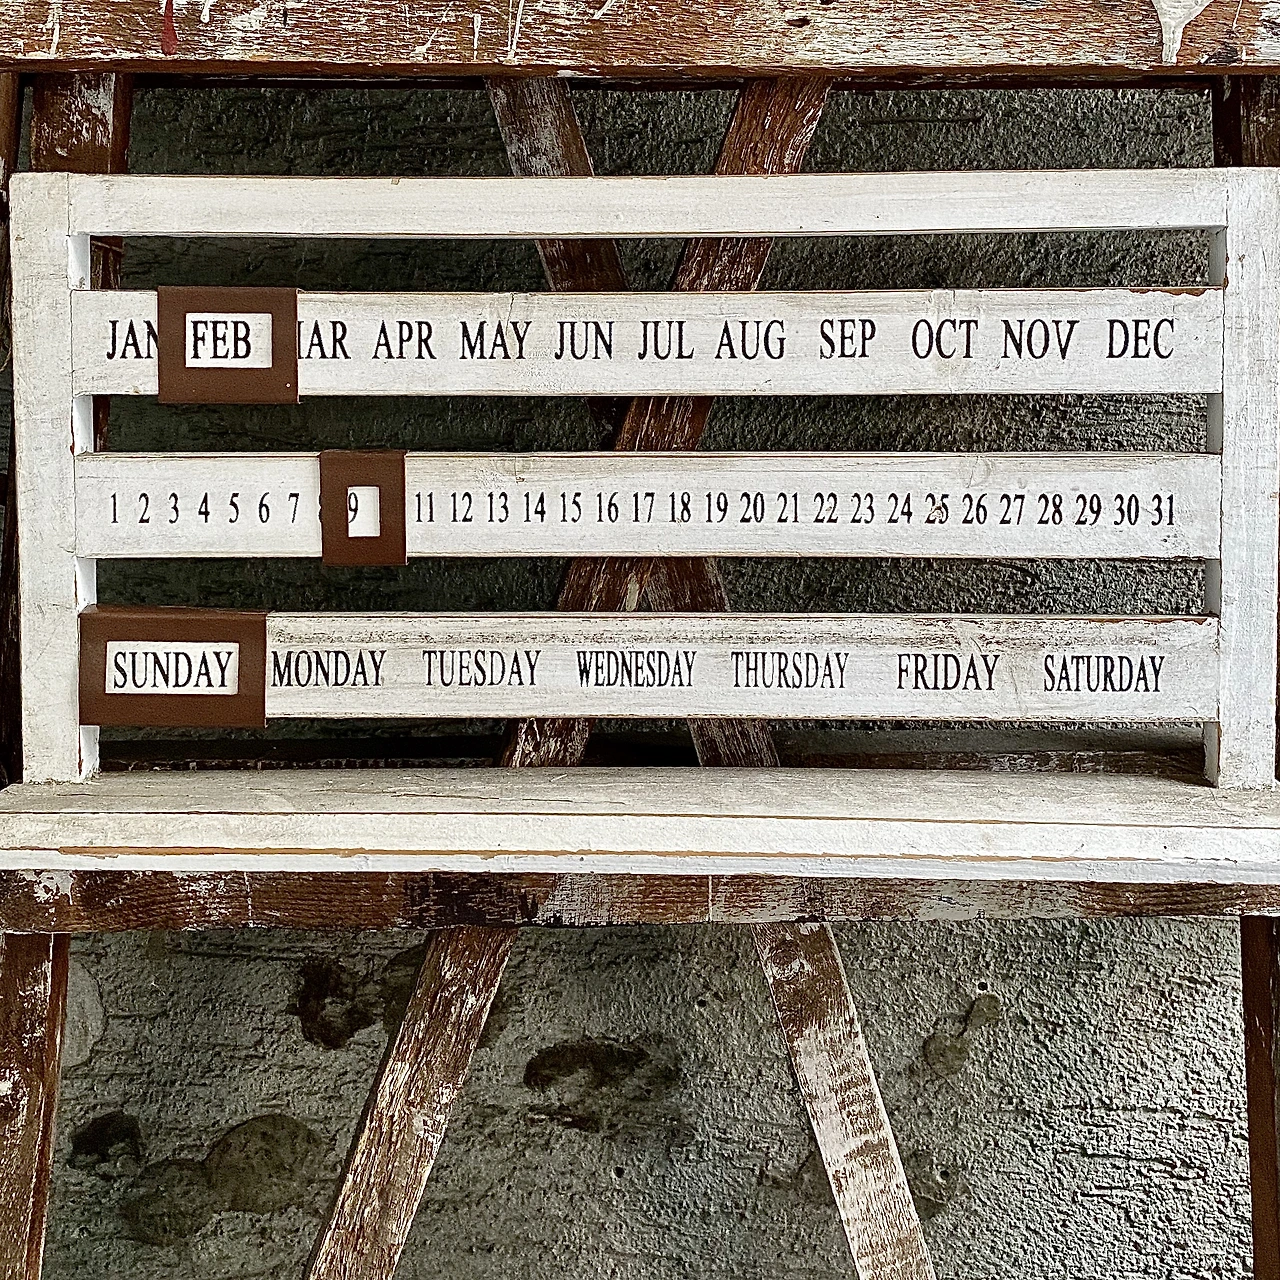 JAN FEB MAR APR MAY JUN JUL AUG SEP OCT NOV DEC
1 2 3 4 5 6 7 9 11 12 13 14 15 16 17 18 19 20 21 22 23 24 25 26 27 28 29 30 31
SUNDAY MONDAY TUESDAY WEDNESDAY THURSDAY FRIDAY SATURDAY